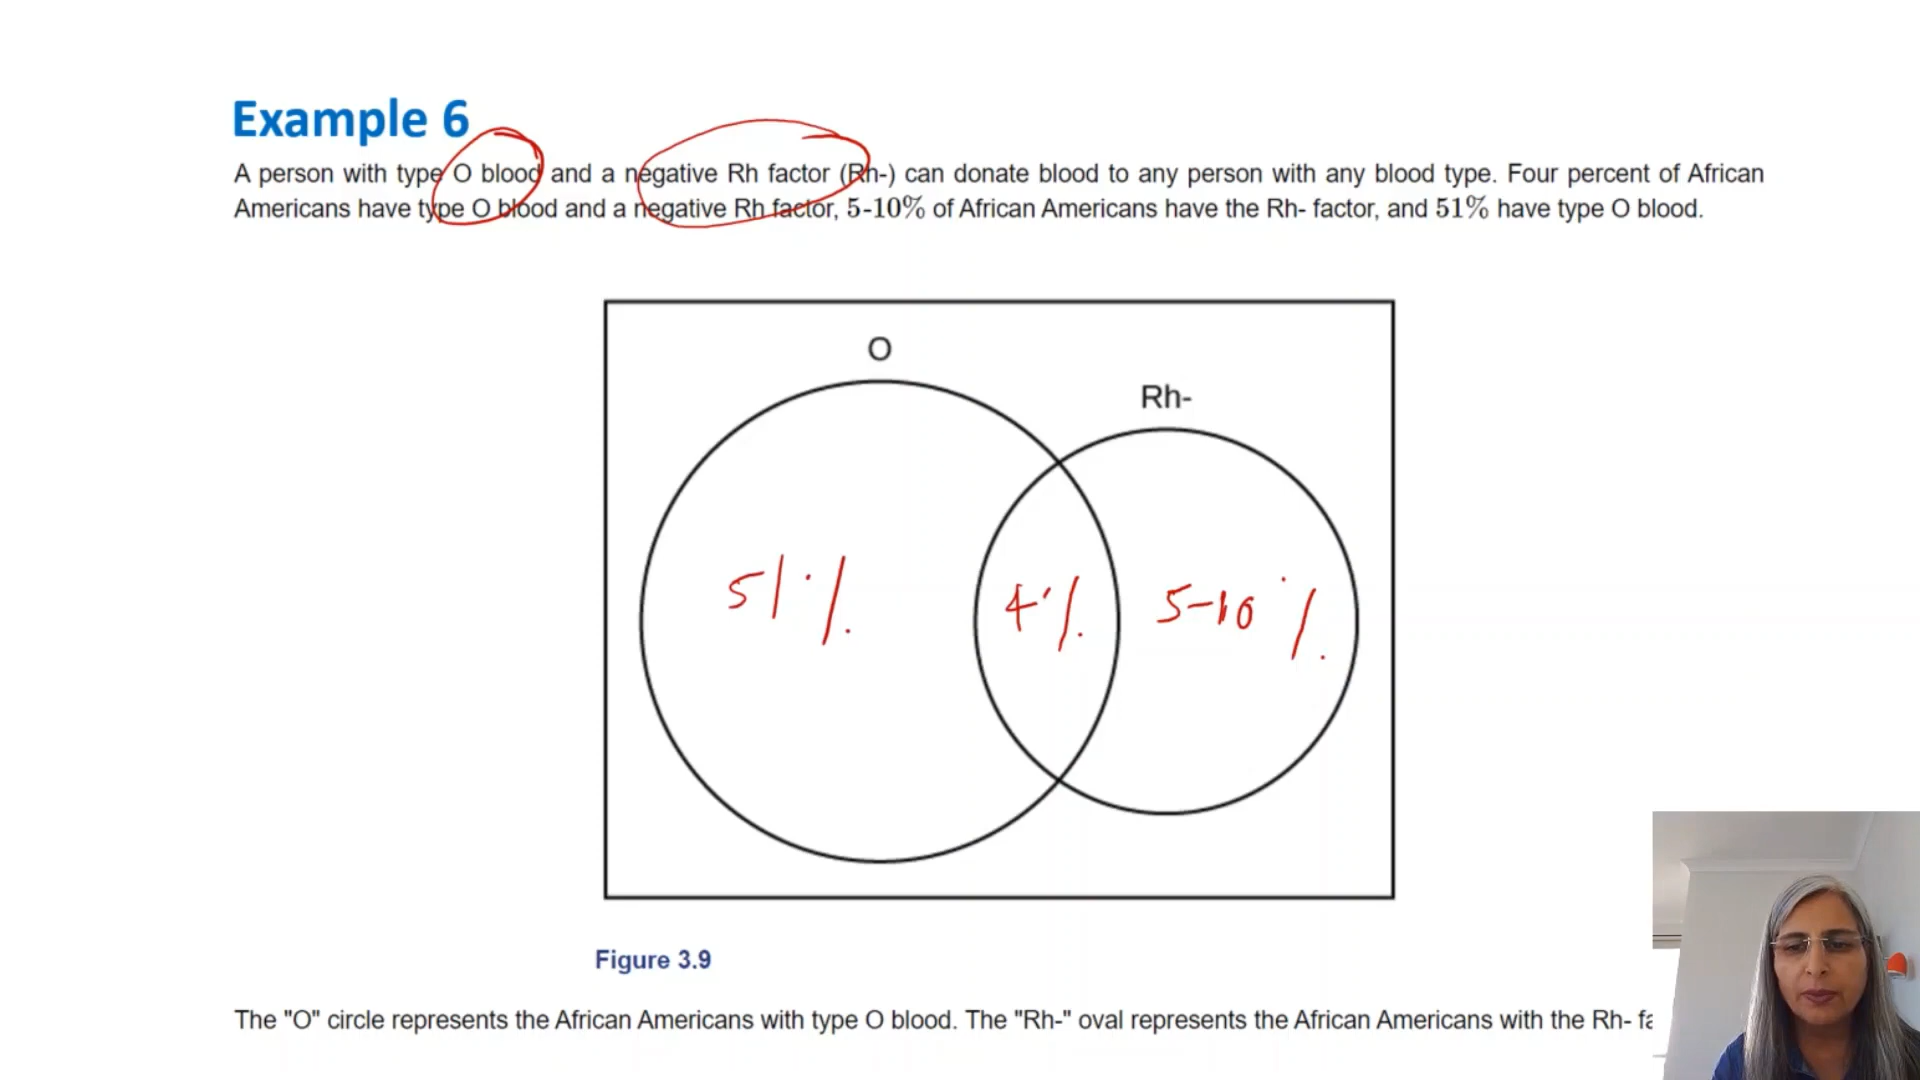 Example 6
A person with type O blood and a negative Rh factor (Rh-) can donate blood to any person with any blood type. Four percent of African
Americans have type O blood and a negative Rh factor, 5-10% of African Americans have the Rh- factor, and 51% have type O blood.
O
Rh-
51% 4% 5-10%
Figure 3.9
The "O" circle represents the African Americans with type O blood. The "Rh-" oval represents the African Americans with the Rh-